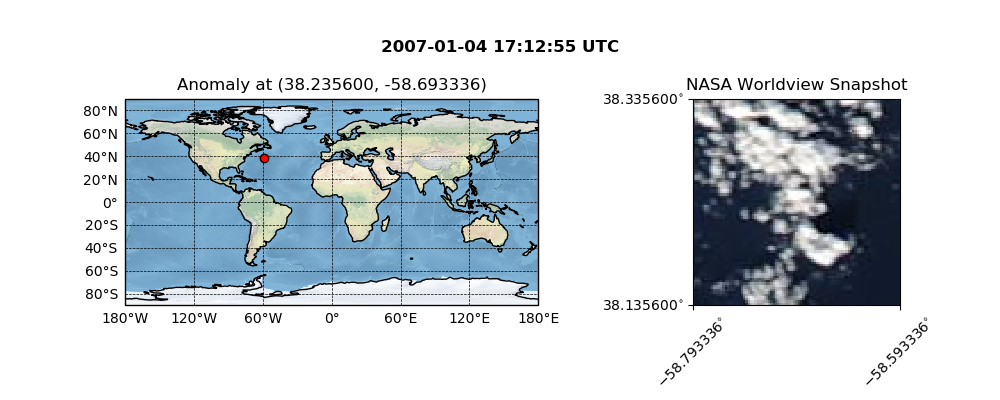 2007-01-04 17:12:55 UTC
Anomaly at (38.235600, -58.693336)
80°N
60°N
40°N
20°N
0°
20°S
40°S
60°S
80°S
180°W 120°W 60°W 0° 60°E 120°E 180°E
NASA Worldview Snapshot
38.335600°
38.135600°
−58.793336°
−58.593336°